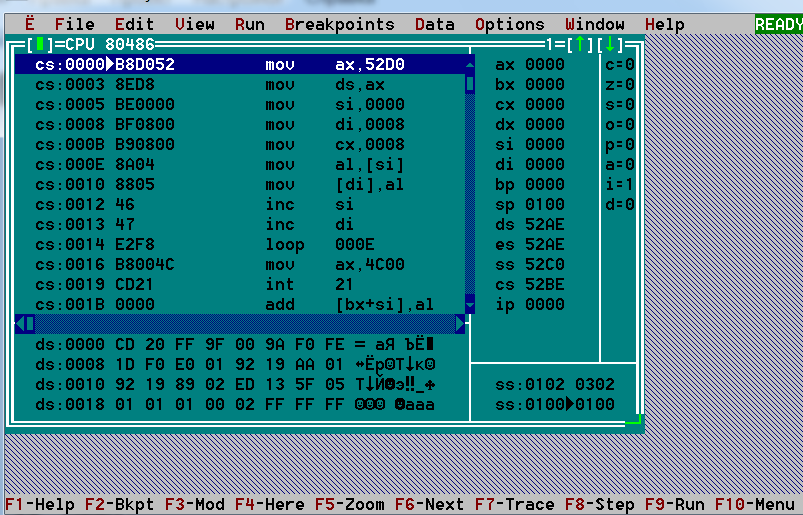 Ë File Edit View Run Breakpoints Data Options Window Help READY
[■]=CPU 80486 1=[↑][↓]
cs:0000►B8D052 mov ax,52D0 ax 0000 c=0
cs:0003 8ED8 mov ds,ax bx 0000 z=0
cs:0005 BE0000 mov si,0000 cx 0000 s=0
cs:0008 BF0800 mov di,0008 dx 0000 o=0
cs:000B B90800 mov cx,0008 si 0000 p=0
cs:000E 8A04 mov al,[si] di 0000 a=0
cs:0010 8805 mov [di],al bp 0000 i=1
cs:0012 46 inc si sp 0100 d=0
cs:0013 47 inc di ds 52AE
cs:0014 E2F8 loop 000E es 52AE
cs:0016 B8004C mov ax,4C00 ss 52C0
cs:0019 CD21 int 21 cs 52BE
cs:001B 0000 add [bx+si],al ip 0000
ds:0000 CD 20 FF 9F 00 9A F0 FE = aЯ ЪЁ■
ds:0008 1D F0 E0 01 92 19 AA 01 ↔Ёр☺Т↓к☺
ds:0010 92 19 89 02 ED 13 5F 05 Т↓Й☻э‼_♣
ds:0018 01 01 01 00 02 FF FF FF ☺☺☺ ☻aaa
ss:0102 0302
ss:0100►0100
F1-Help F2-Bkpt F3-Mod F4-Here F5-Zoom F6-Next F7-Trace F8-Step F9-Run F10-Menu